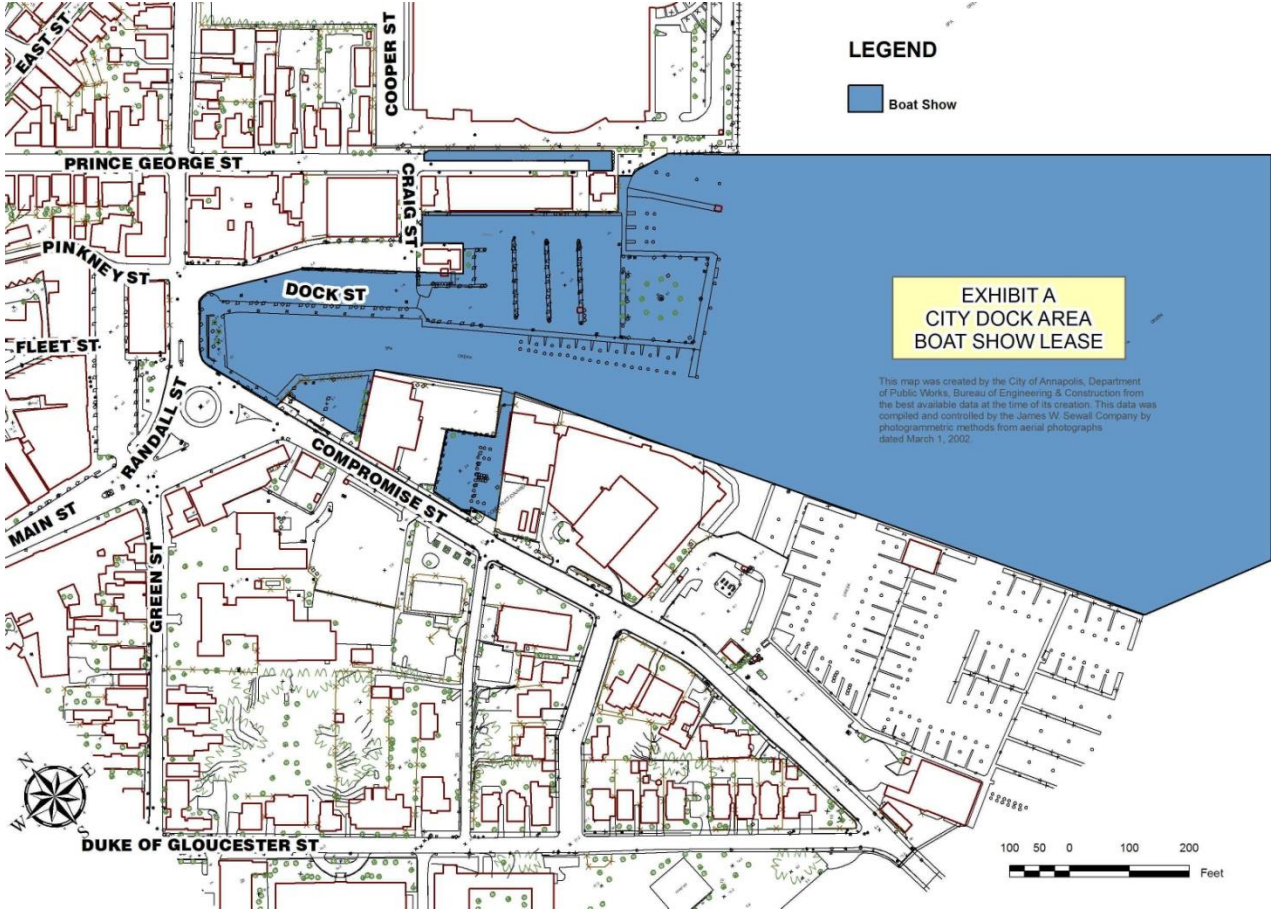 EAST ST
COOPER ST
LEGEND
Boat Show
PRINCE GEORGE ST
CRAIG ST
PINKNEY ST
DOCK ST
EXHIBIT A
CITY DOCK AREA
BOAT SHOW LEASE
FLEET ST
This map was created by the City of Annapolis, Department
of Public Works, Bureau of Engineering & Construction from
the best available data at the time of its creation. This data was
compiled and controlled by the James W. Sewall Company by
photogrammetric methods from aerial photographs
dated March 1, 2002.
RANDALL ST
COMPROMISE ST
MAIN ST
GREEN ST
N
E
W
S
DUKE OF GLOUCESTER ST
100 50 0 100 200
Feet